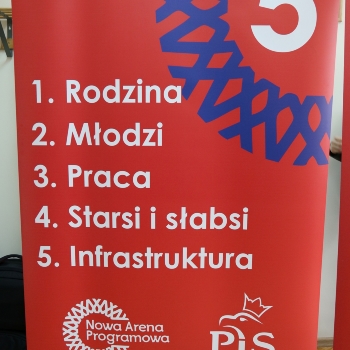 5
1. Rodzina
2. Młodzi
3. Praca
4. Starsi i słabsi
5. Infrastruktura
Nowa Arena
Programowa
PiS